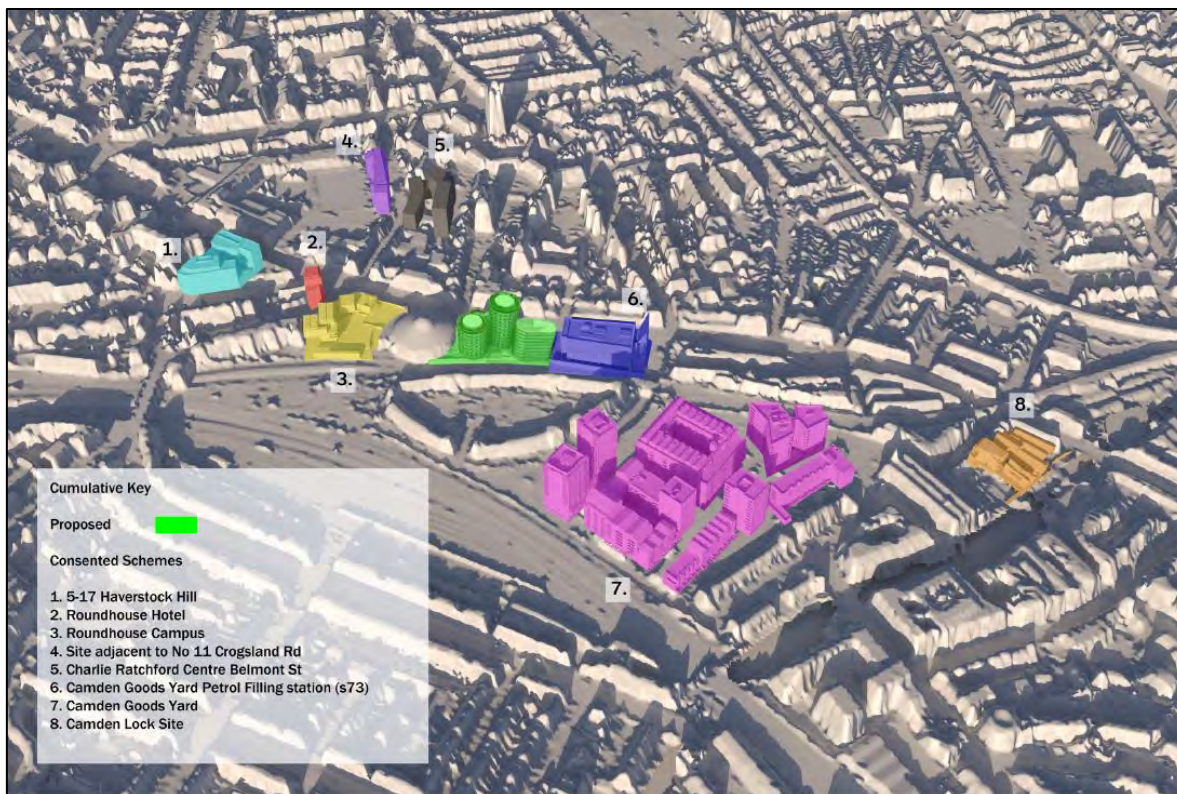 4.
5.
1.
2.
6.
3.
8.
7.
Cumulative Key
Proposed
Consented Schemes
1. 5-17 Haverstock Hill
2. Roundhouse Hotel
3. Roundhouse Campus
4. Site adjacent to No 11 Crogsland Rd
5. Charlie Ratchford Centre Belmont St
6. Camden Goods Yard Petrol Filling station (s73)
7. Camden Goods Yard
8. Camden Lock Site